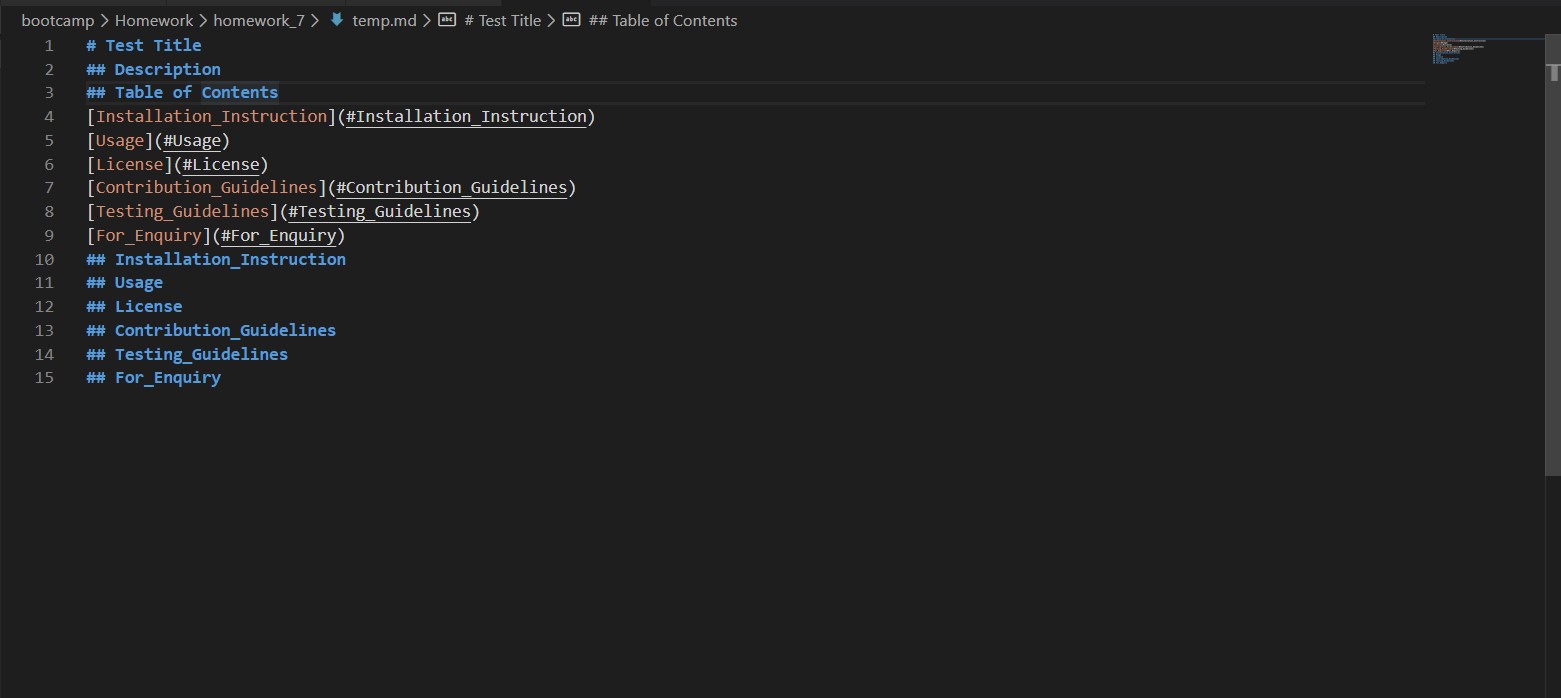 bootcamp > Homework > homework_7 > temp.md > abc # Test Title > abc ## Table of Contents
1 # Test Title
2 ## Description
3 ## Table of Contents
4 [Installation_Instruction](#Installation_Instruction)
5 [Usage](#Usage)
6 [License](#License)
7 [Contribution_Guidelines](#Contribution_Guidelines)
8 [Testing_Guidelines](#Testing_Guidelines)
9 [For_Enquiry](#For_Enquiry)
10 ## Installation_Instruction
11 ## Usage
12 ## License
13 ## Contribution_Guidelines
14 ## Testing_Guidelines
15 ## For_Enquiry